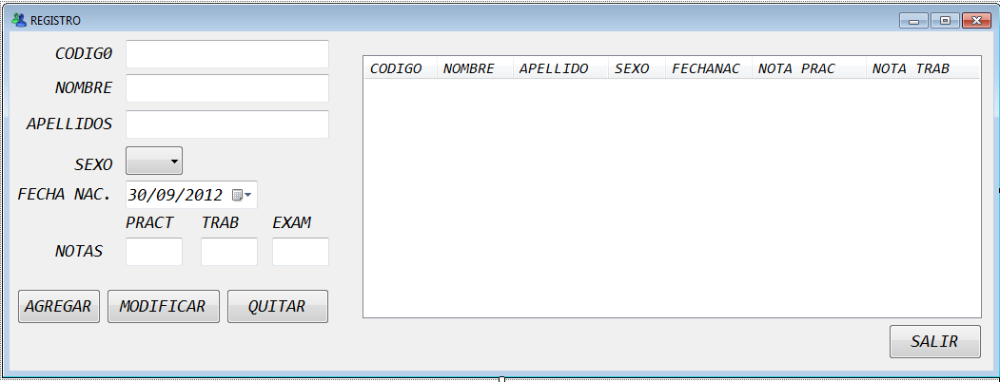 REGISTRO
CODIGO
NOMBRE
APELLIDOS
SEXO
FECHA NAC. 30/09/2012
PRACT TRAB EXAM
NOTAS
AGREGAR MODIFICAR QUITAR
CODIGO NOMBRE APELLIDO SEXO FECHANAC NOTA PRAC NOTA TRAB
SALIR